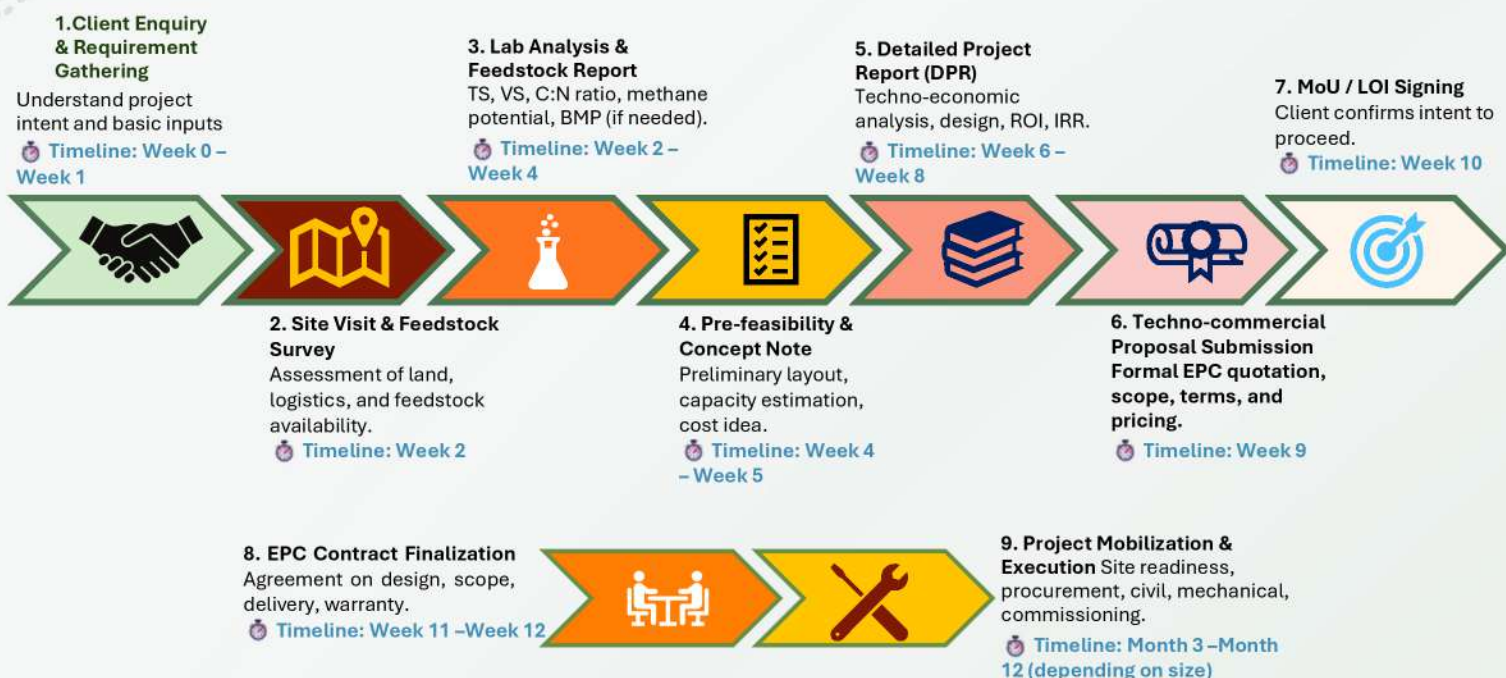 1.Client Enquiry
& Requirement
Gathering
Understand project
intent and basic inputs
Timeline: Week 0 –
Week 1
2. Site Visit & Feedstock
Survey
Assessment of land,
logistics, and feedstock
availability.
Timeline: Week 2
3. Lab Analysis &
Feedstock Report
TS, VS, C:N ratio, methane
potential, BMP (if needed).
Timeline: Week 2 –
Week 4
4. Pre-feasibility &
Concept Note
Preliminary layout,
capacity estimation,
cost idea.
Timeline: Week 4
– Week 5
5. Detailed Project
Report (DPR)
Techno-economic
analysis, design, ROI, IRR.
Timeline: Week 6 –
Week 8
6. Techno-commercial
Proposal Submission
Formal EPC quotation,
scope, terms, and
pricing.
Timeline: Week 9
7. MoU / LOI Signing
Client confirms intent to
proceed.
Timeline: Week 10
8. EPC Contract Finalization
Agreement on design, scope,
delivery, warranty.
Timeline: Week 11 –Week 12
9. Project Mobilization &
Execution Site readiness,
procurement, civil, mechanical,
commissioning.
Timeline: Month 3 –Month
12 (depending on size)